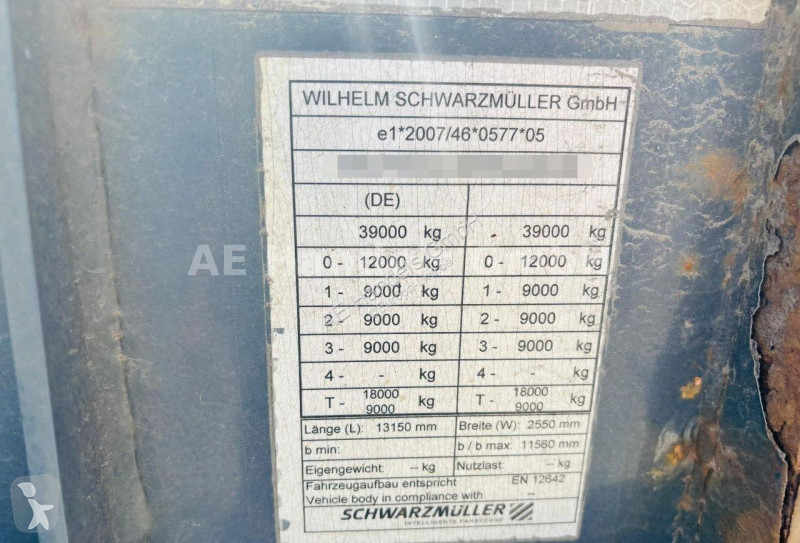 WILHELM SCHWARZMÜLLER GmbH
e1*2007/46*0577*05
(DE)
39000 kg 39000 kg
0 - 12000 kg 0 - 12000 kg
1 - 9000 kg 1 - 9000 kg
2 - 9000 kg 2 - 9000 kg
3 - 9000 kg 3 - 9000 kg
4 - - kg 4 - - kg
T - 18000 9000 kg T - 18000 9000 kg
Länge (L): 13150 mm Breite (W): 2550 mm
b min: b / b max: 11560 mm
Eigengewicht: -- kg Nutzlast: -- kg
Fahrzeugaufbau entspricht EN 12642
Vehicle body in compliance with --
SCHWARZMÜLLER
INTELLIGENTE FAHRZEUGE
AE